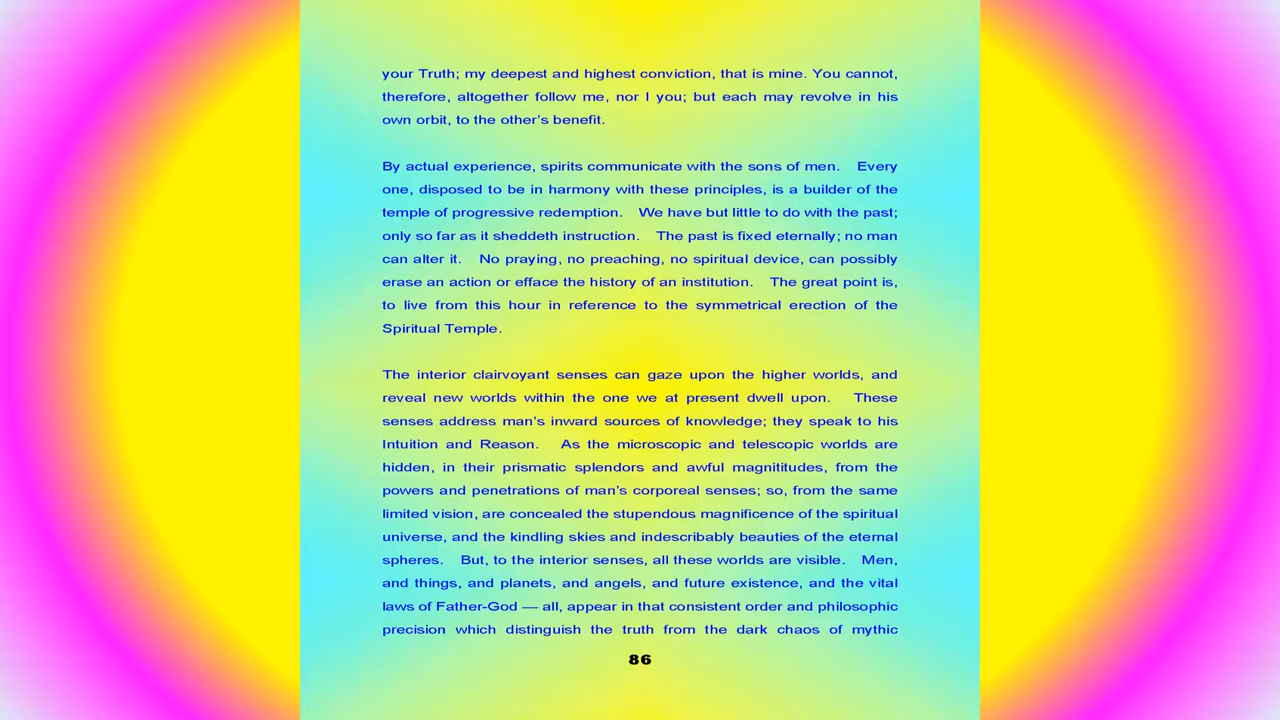 your Truth; my deepest and highest conviction, that is mine. You cannot,
therefore, altogether follow me, nor I you; but each may revolve in his
own orbit, to the other's benefit.
By actual experience, spirits communicate with the sons of men. Every
one, disposed to be in harmony with these principles, is a builder of the
temple of progressive redemption. We have but little to do with the past;
only so far as it sheddeth instruction. The past is fixed eternally; no man
can alter it. No praying, no preaching, no spiritual device, can possibly
erase an action or efface the history of an institution. The great point is,
to live from this hour in reference to the symmetrical erection of the
Spiritual Temple.
The interior clairvoyant senses can gaze upon the higher worlds, and
reveal new worlds within the one we at present dwell upon. These
senses address man's inward sources of knowledge; they speak to his
Intuition and Reason. As the microscopic and telescopic worlds are
hidden, in their prismatic splendors and awful magnititudes, from the
powers and penetrations of man's corporeal senses; so, from the same
limited vision, are concealed the stupendous magnificence of the spiritual
universe, and the kindling skies and indescribably beauties of the eternal
spheres. But, to the interior senses, all these worlds are visible. Men,
and things, and planets, and angels, and future existence, and the vital
laws of Father-God — all, appear in that consistent order and philosophic
precision which distinguish the truth from the dark chaos of mythic
86